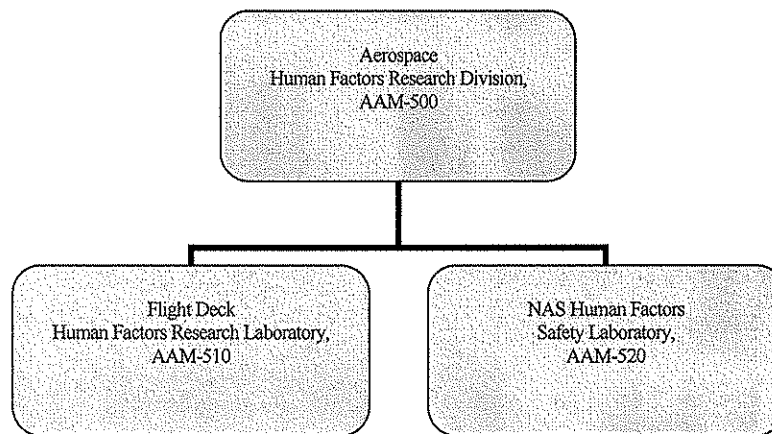 Aerospace
Human Factors Research Division,
AAM-500
Flight Deck
Human Factors Research Laboratory,
AAM-510
NAS Human Factors
Safety Laboratory,
AAM-520